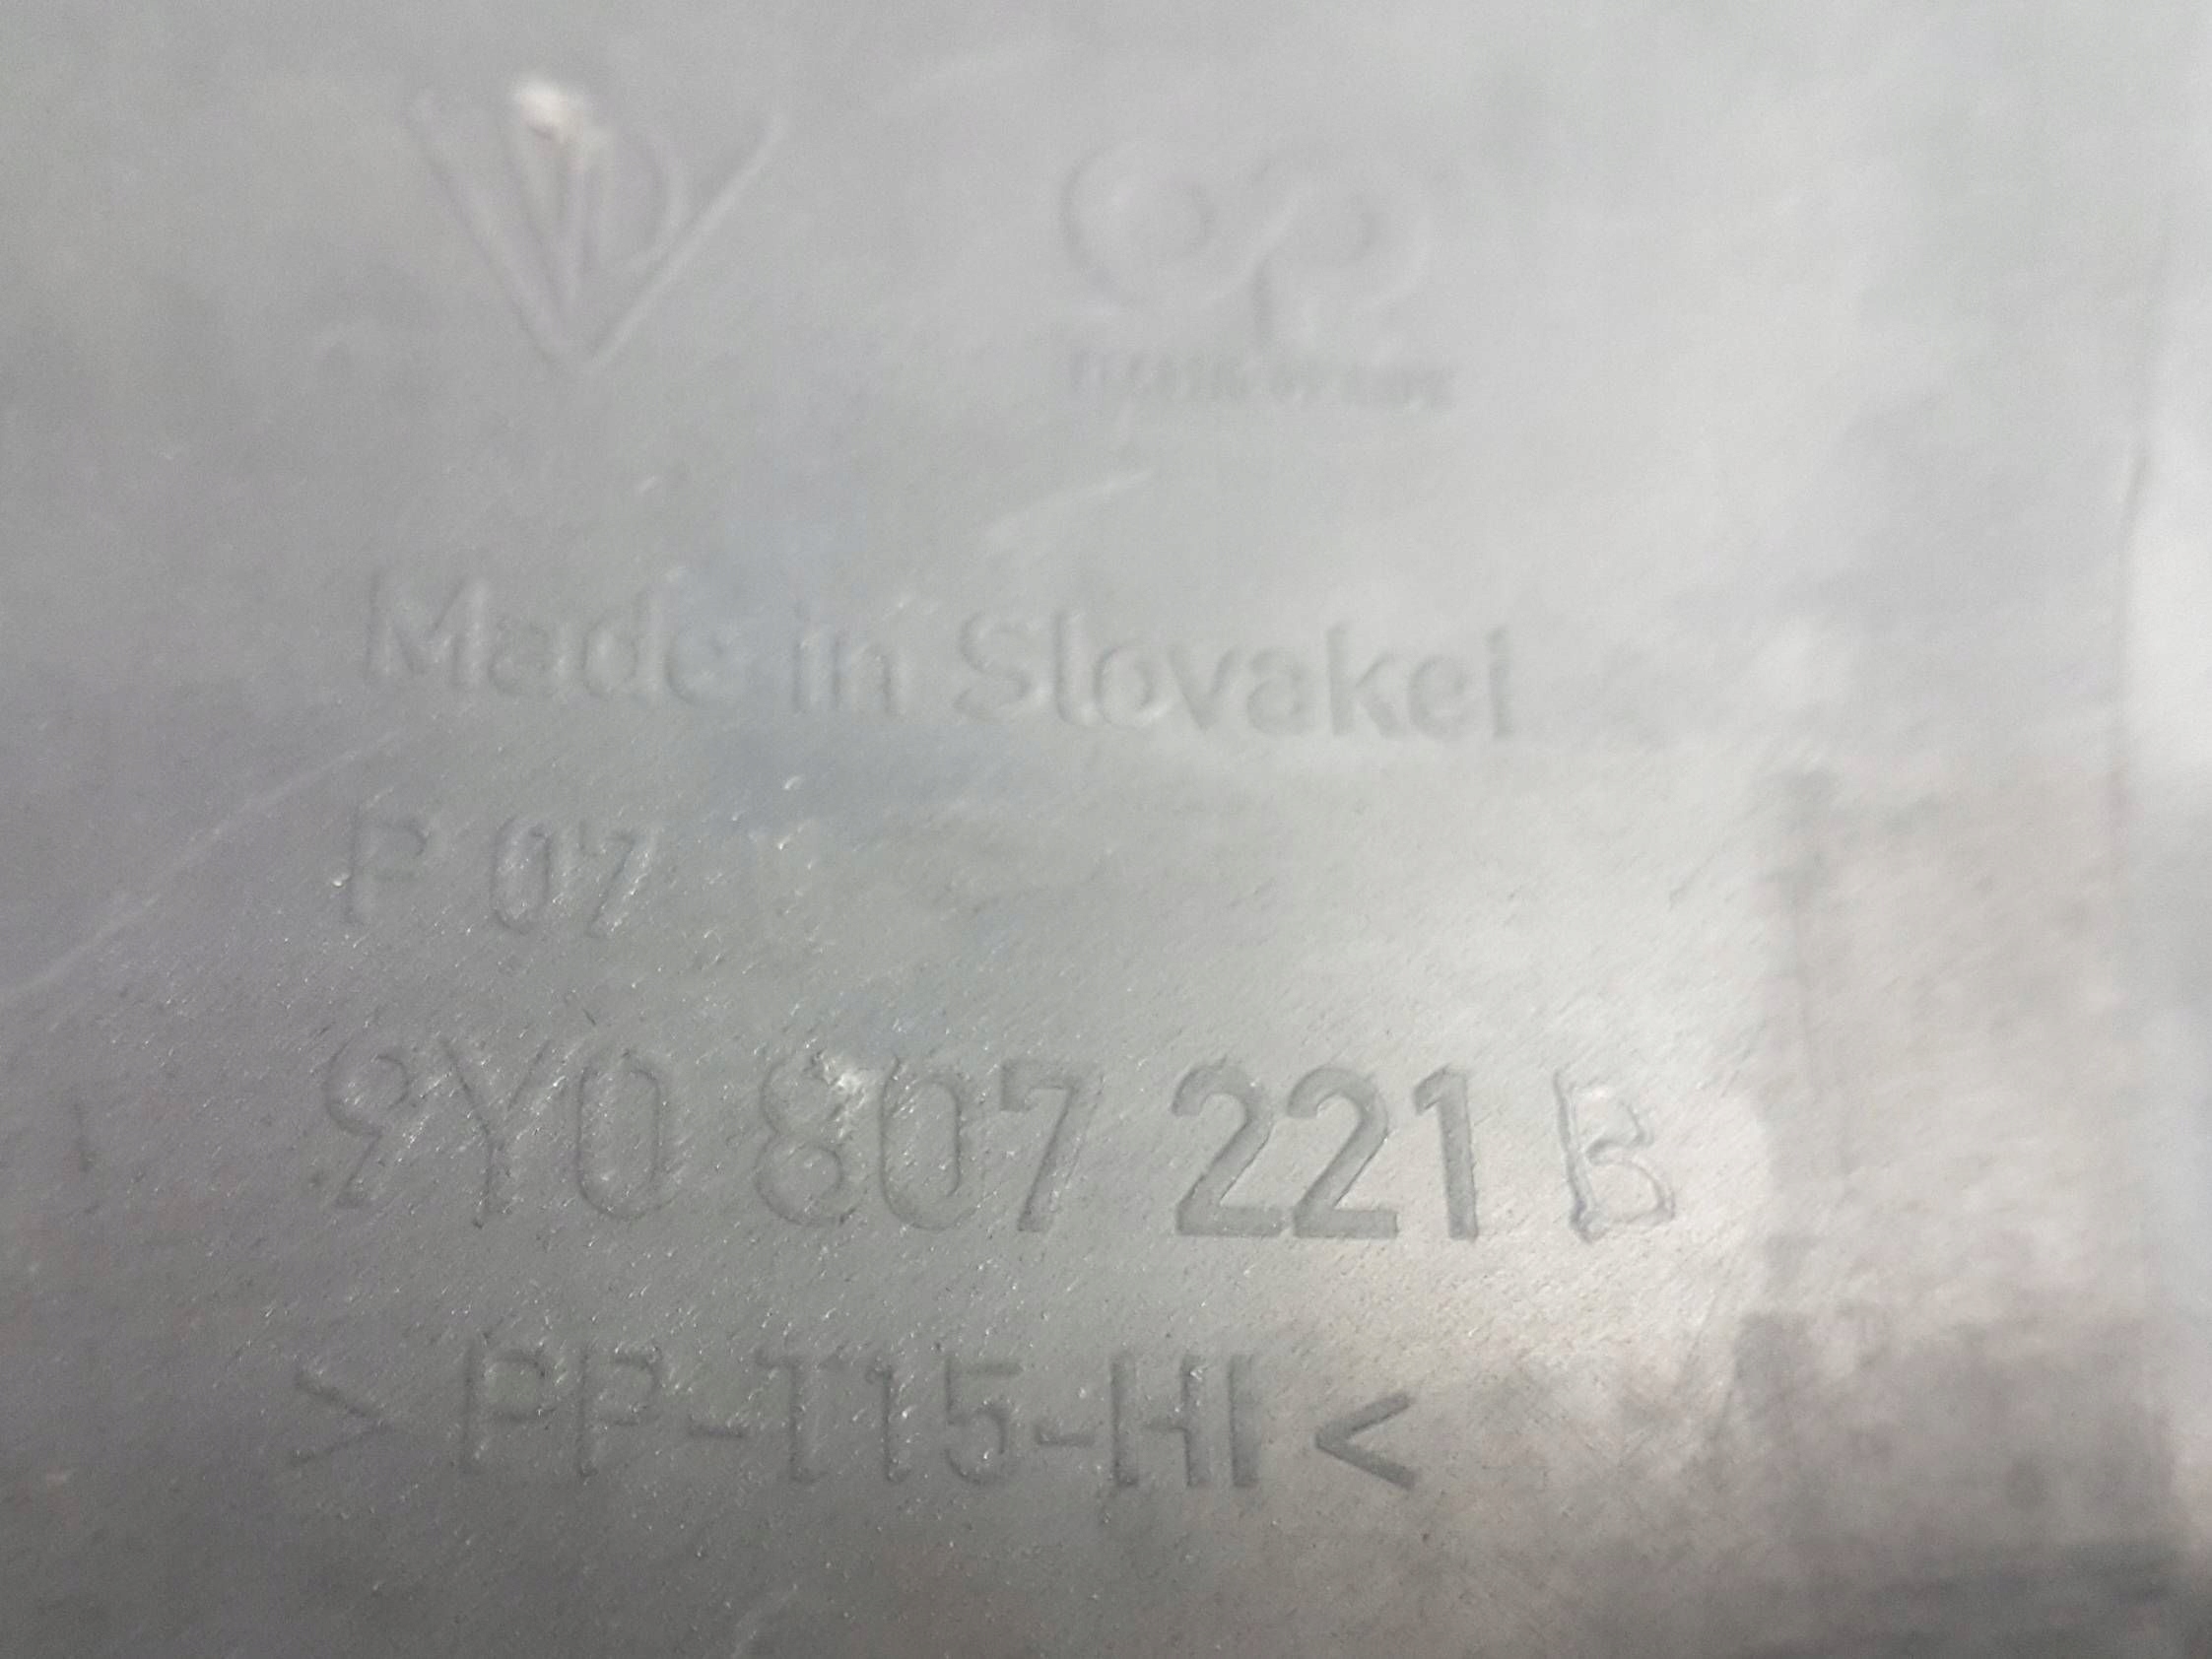 Made in Slovakei
P 07
9Y0 807 221 B
>PP-T15-HI<